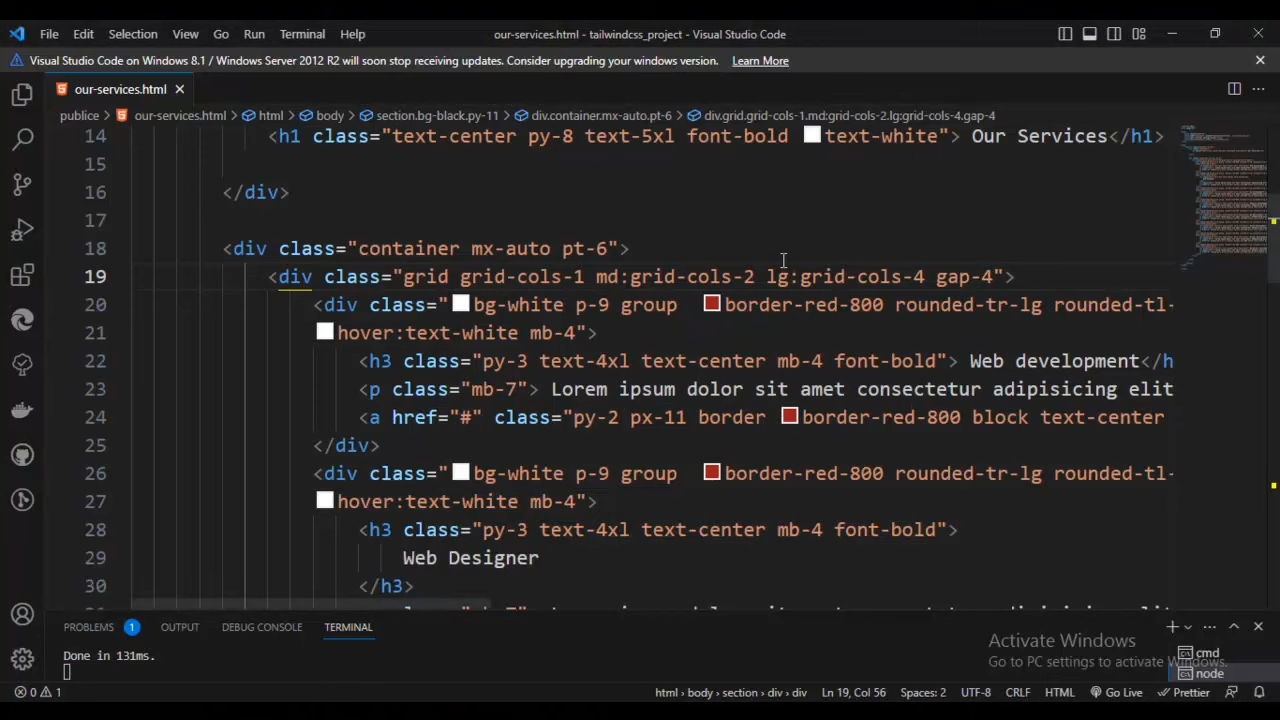 File Edit Selection View Go Run Terminal Help our-services.html - tailwindcss_project - Visual Studio Code
Visual Studio Code on Windows 8.1 / Windows Server 2012 R2 will soon stop receiving updates. Consider upgrading your windows version. Learn More
our-services.html
publice > our-services.html > html > body > section.bg-black.py-11 > div.container.mx-auto.pt-6 > div.grid.grid-cols-1.md:grid-cols-2.lg:grid-cols-4.gap-4
14 <h1 class="text-center py-8 text-5xl font-bold text-white"> Our Services</h1>
15
16 </div>
17
18 <div class="container mx-auto pt-6">
19 <div class="grid grid-cols-1 md:grid-cols-2 lg:grid-cols-4 gap-4">
20 <div class=" bg-white p-9 group border-red-800 rounded-tr-lg rounded-tl-
21 hover:text-white mb-4">
22 <h3 class="py-3 text-4xl text-center mb-4 font-bold"> Web development</h
23 <p class="mb-7"> Lorem ipsum dolor sit amet consectetur adipisicing elit
24 <a href="#" class="py-2 px-11 border border-red-800 block text-center
25 </div>
26 <div class=" bg-white p-9 group border-red-800 rounded-tr-lg rounded-tl-
27 hover:text-white mb-4">
28 <h3 class="py-3 text-4xl text-center mb-4 font-bold">
29 Web Designer
30 </h3>
PROBLEMS 1 OUTPUT DEBUG CONSOLE TERMINAL
Done in 131ms.
cmd
node
Activate Windows
Go to PC settings to activate Windows.
0 1 html > body > section > div > div Ln 19, Col 56 Spaces: 2 UTF-8 CRLF HTML Go Live Prettier